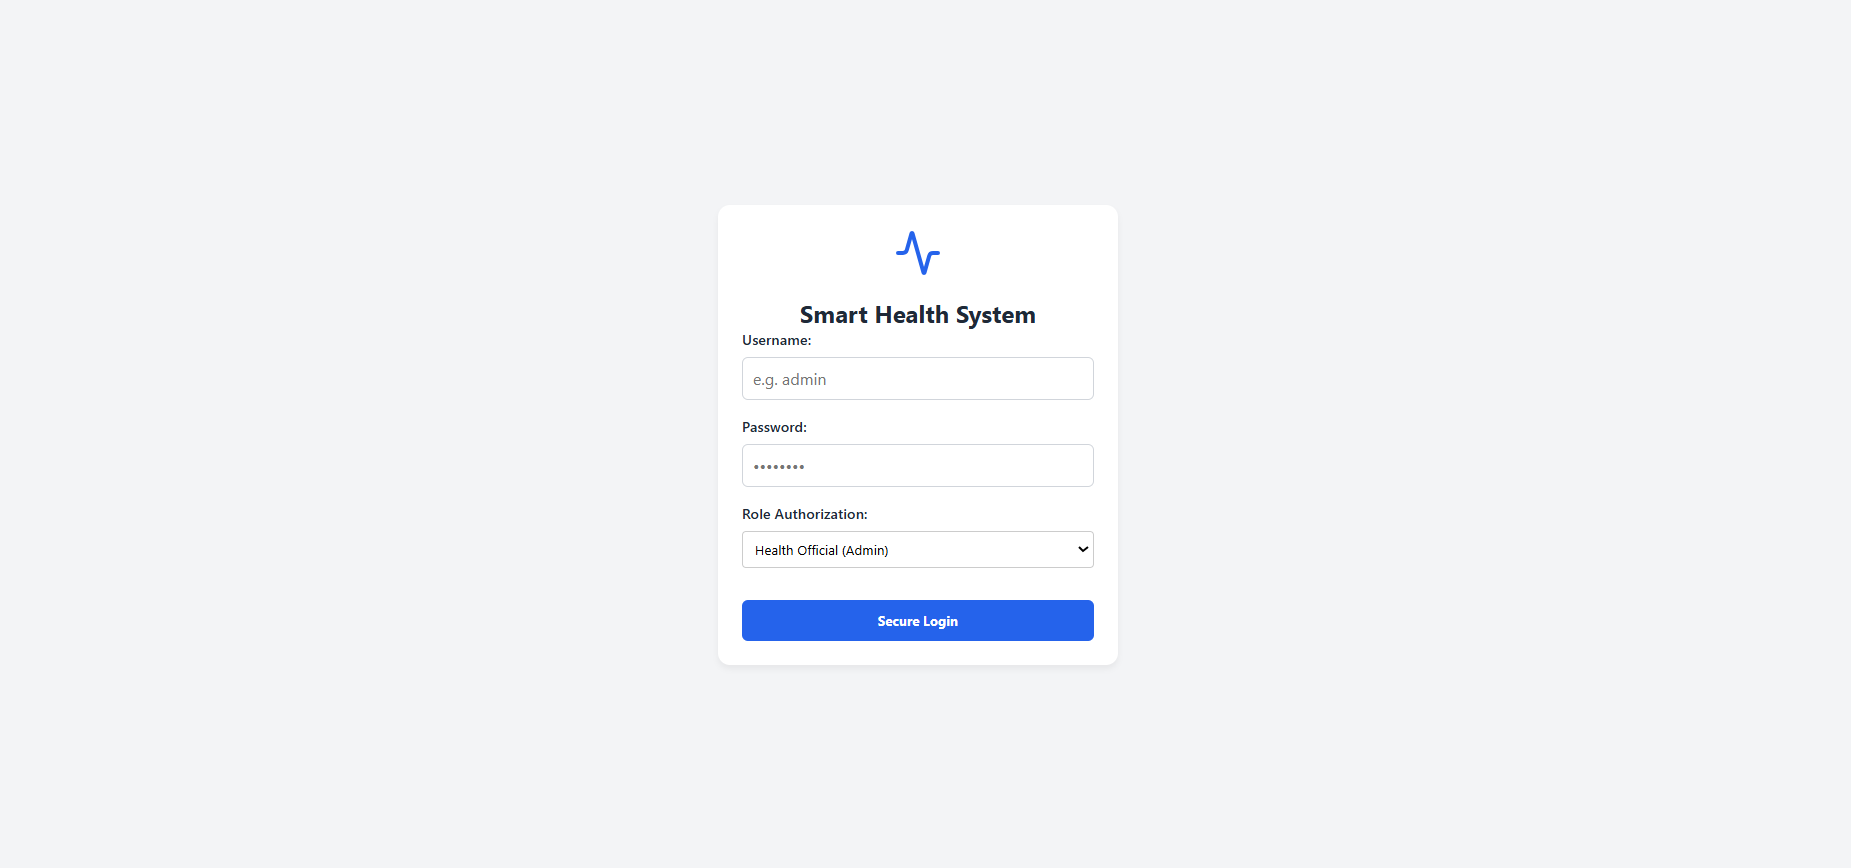 Smart Health System
Username:
e.g. admin
Password:
••••••••
Role Authorization:
Health Official (Admin)
Secure Login